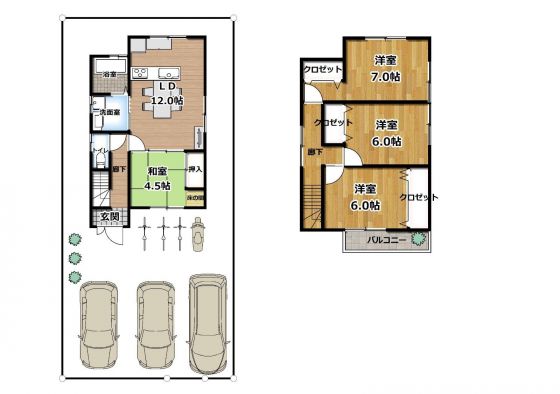 浴室
LD
12.0帖
洗面室
トイレ
廊下
和室
4.5帖
押入
床の間
玄関
クロゼット
洋室
7.0帖
クロゼット
洋室
6.0帖
廊下
洋室
6.0帖
クロゼット
バルコニー